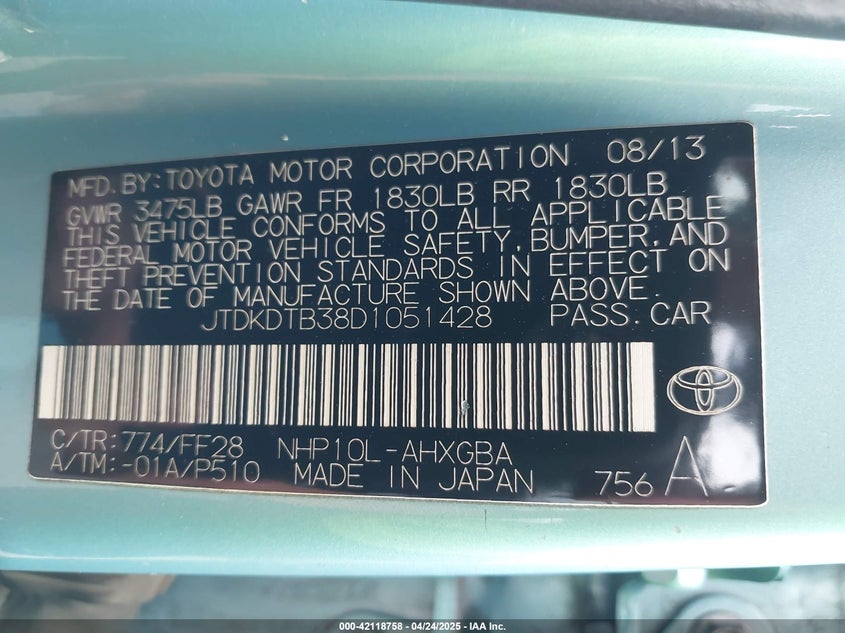 MFD. BY: TOYOTA MOTOR CORPORATION 08/13
GVWR 3475LB GAWR FR 1830LB RR 1830LB
THIS VEHICLE CONFORMS TO ALL APPLICABLE
FEDERAL MOTOR VEHICLE SAFETY, BUMPER, AND
THEFT PREVENTION STANDARDS IN EFFECT ON
THE DATE OF MANUFACTURE SHOWN ABOVE.
JTDKDTB38D1051428 PASS. CAR
C/TR: 774/FF28 NHP10L-AHXGBA
A/TM: -01A/P510 MADE IN JAPAN 756 A.
000-42118758 - 04/24/2025 - IAA Inc.